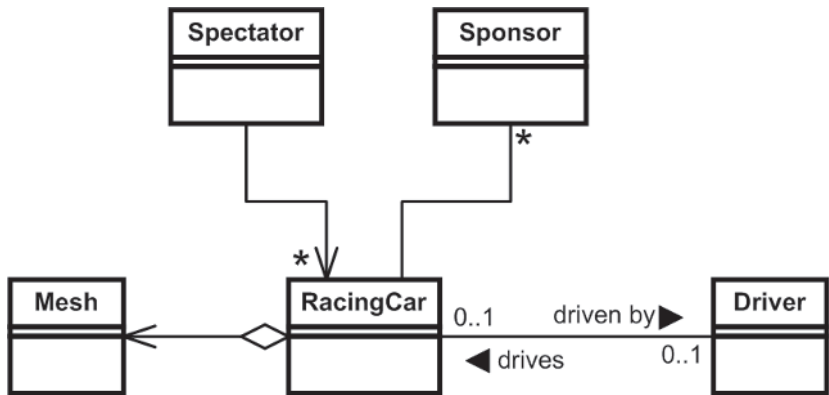 Spectator
Sponsor
*
*
Mesh
RacingCar
Driver
0..1
driven by
drives
0..1